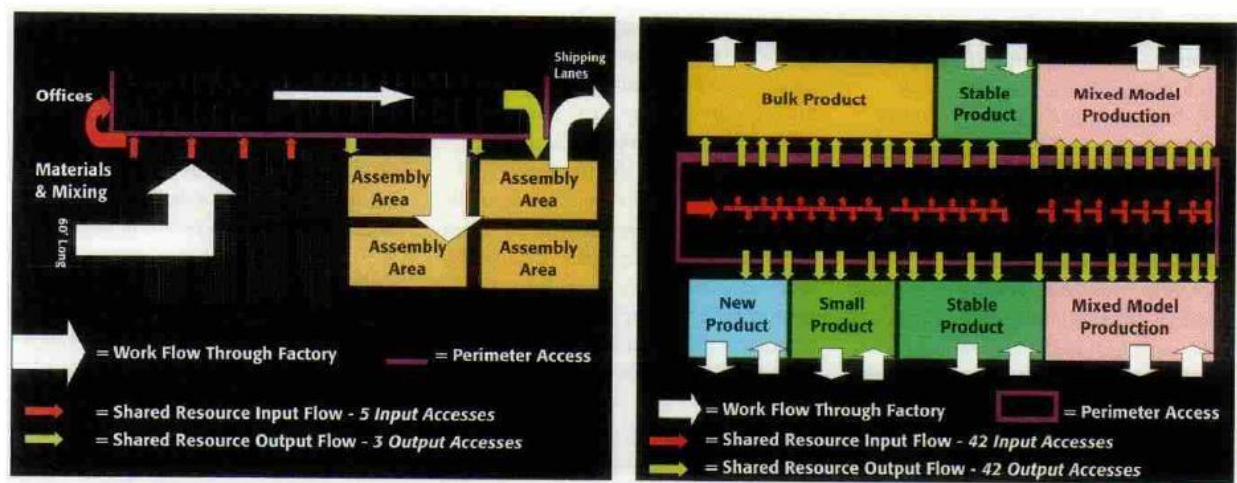 Shipping
Lanes
Offices
Materials
& Mixing
60' Long
Assembly
Area
Assembly
Area
Assembly
Area
Assembly
Area
= Work Flow Through Factory
= Perimeter Access
= Shared Resource Input Flow - 5 Input Accesses
= Shared Resource Output Flow - 3 Output Accesses
Bulk Product
Stable
Product
Mixed Model
Production
New
Product
Small
Product
Stable
Product
Mixed Model
Production
= Work Flow Through Factory
= Perimeter Access
= Shared Resource Input Flow - 42 Input Accesses
= Shared Resource Output Flow - 42 Output Accesses